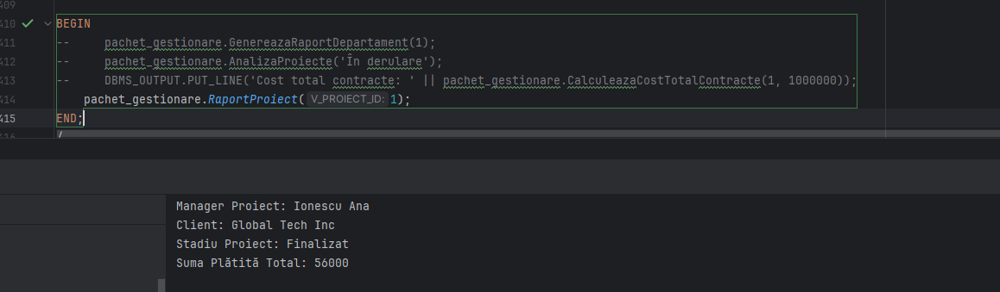 409
410 BEGIN
411 --     pachet_gestionare.GenereazaRaportDepartament(1);
412 --     pachet_gestionare.AnalizaProiecte('În derulare');
413 --     DBMS_OUTPUT.PUT_LINE('Cost total contracte: ' || pachet_gestionare.CalculeazaCostTotalContracte(1, 1000000));
414     pachet_gestionare.RaportProiect( V_PROIECT_ID: 1);
415 END;
416 /
Manager Proiect: Ionescu Ana
Client: Global Tech Inc
Stadiu Proiect: Finalizat
Suma Plătită Total: 56000